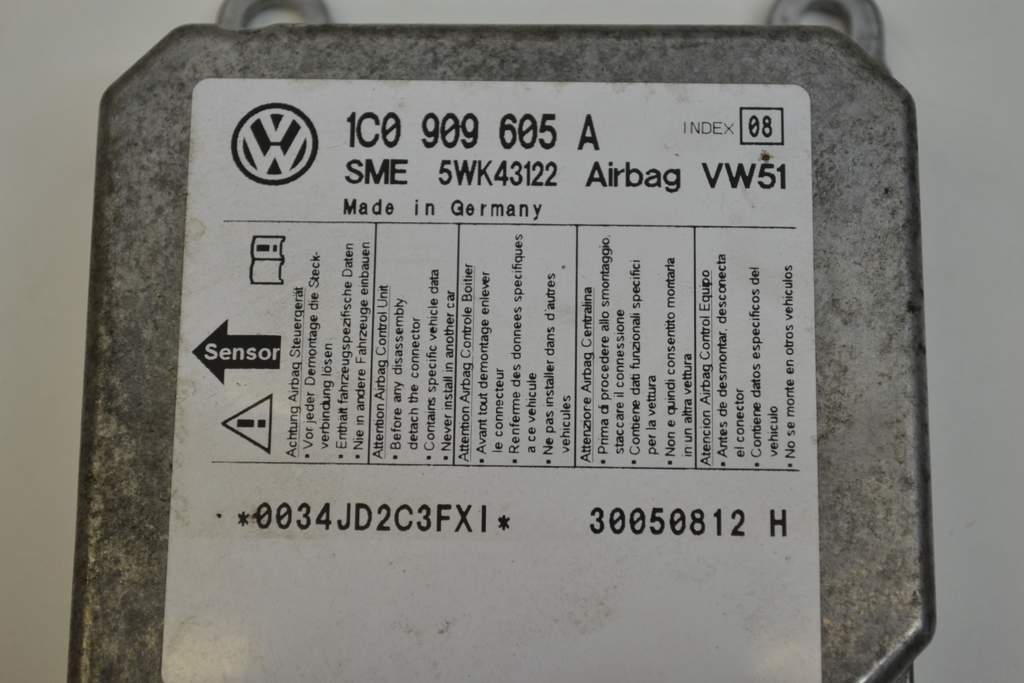 1C0 909 605 A
INDEX 08
SME 5WK43122 Airbag VW51
Made in Germany
Sensor
Achtung Airbag Steuergerät
• Vor jeder Demontage die Steck-
verbindung lösen
• Enthält fahrzeugspezifische Daten
• Nie in andere Fahrzeuge einbauen
Attention Airbag Control Unit
• Before any disassembly
detach the connector
• Contains specific vehicle data
• Never install in another car
Attention Airbag Controle Boitier
• Avant tout demontage enlever
le connecteur
• Renferme des donnees specifiques
a ce vehicule
• Ne pas installer dans d'autres
vehicules
Attenzione Airbag Centralina
• Prima di procedere allo smontaggio,
staccare il connessione
• Contiene dati funzionali specifici
per la vettura
• Non e quindi consentito montarla
in un altra vettura
Atencion Airbag Control Equipo
• Antes de desmontar, desconecta
el conector
• Contiene datos especificos del
vehiculo
• No se monte en otros vehiculos
*0034JD2C3FXI*
30050812 H